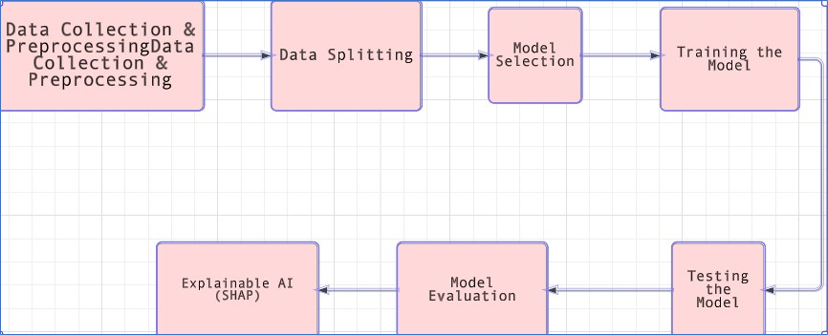 Data Collection &
PreprocessingData
Collection &
Preprocessing
Data Splitting
Model
Selection
Training the
Model
Testing
the
Model
Model
Evaluation
Explainable AI
(SHAP)